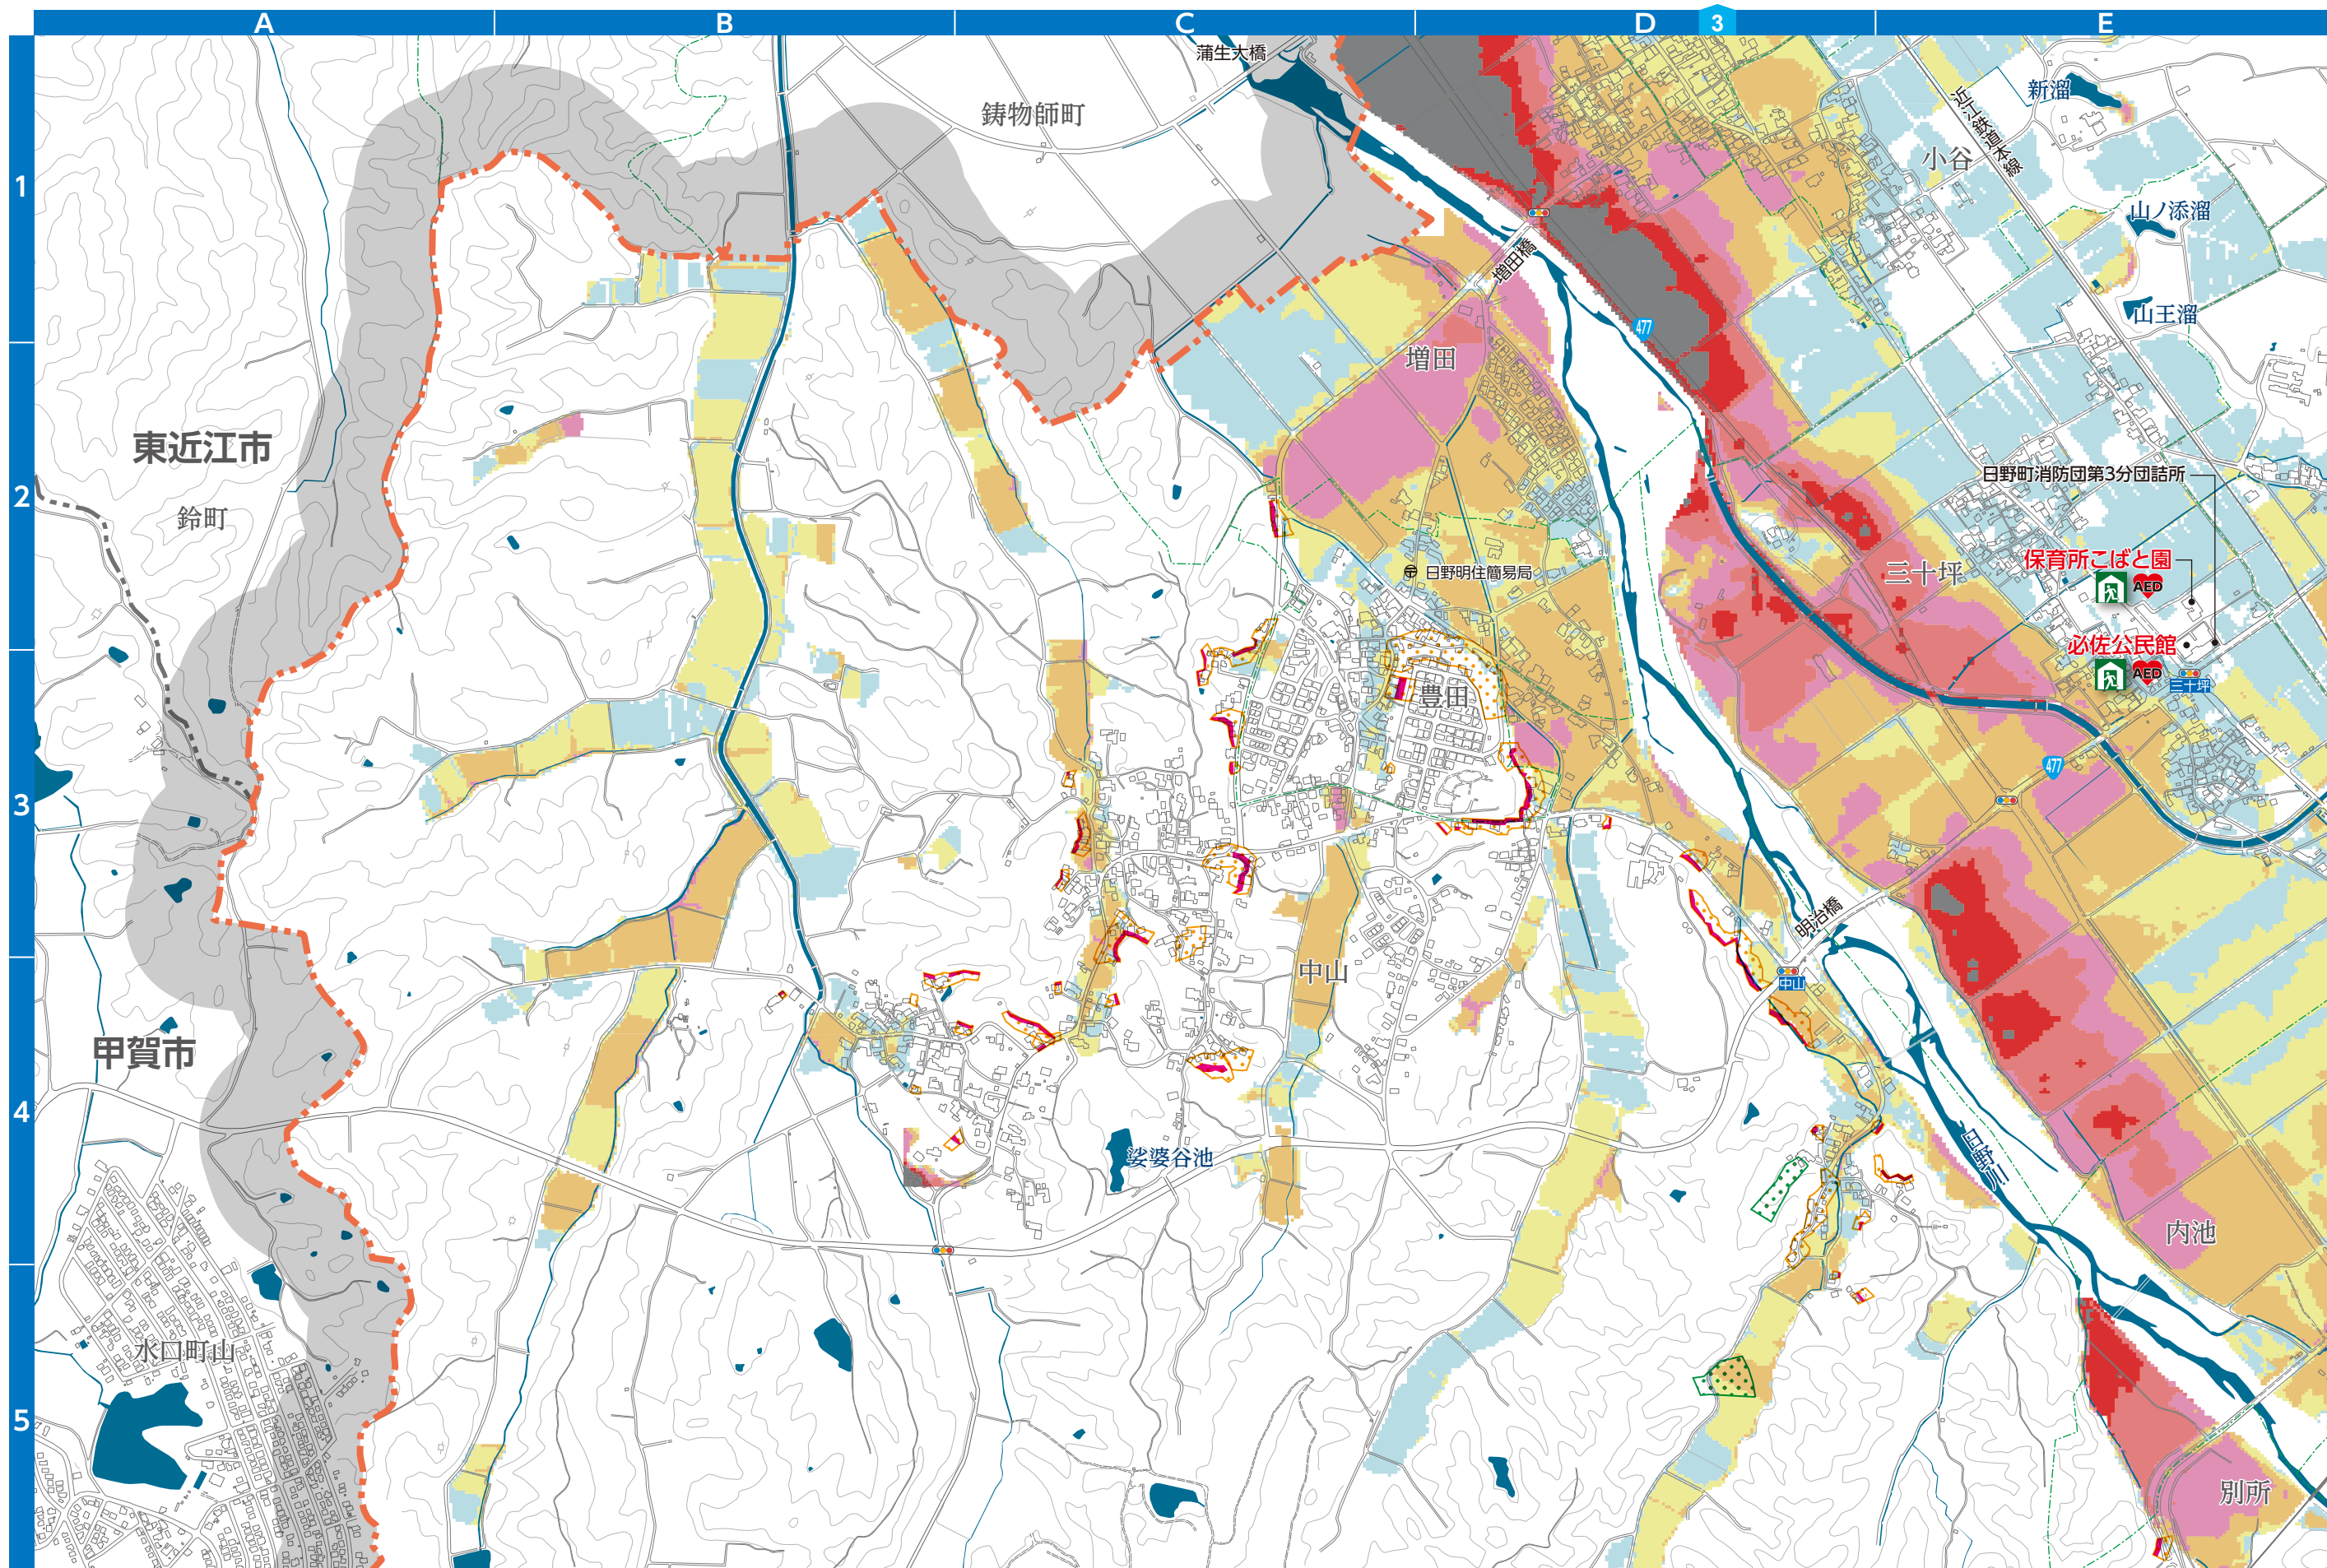 A
B
C
D
3
E
蒲生大橋
鋳物師町
新溜
近江鉄道本線
小谷
1
山ノ添溜
増田橋
山王溜
477
増田
東近江市
日野町消防団第3分団詰所
2
鈴町
保育所こばと園
AED
三十坪
日野明住簡易局
必佐公民館
AED
三十坪
豊田
477
3
明治橋
中山
中山
甲賀市
4
娑婆谷池
日野川
内池
水口町山
5
別所